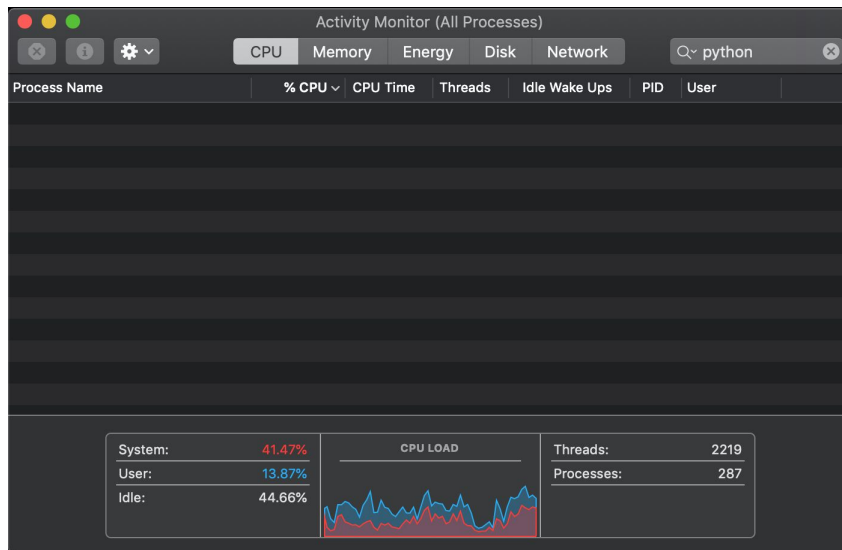 Activity Monitor (All Processes)
CPU Memory Energy Disk Network python
Process Name % CPU CPU Time Threads Idle Wake Ups PID User
System: 41.47%
User: 13.87%
Idle: 44.66%
CPU LOAD
Threads: 2219
Processes: 287